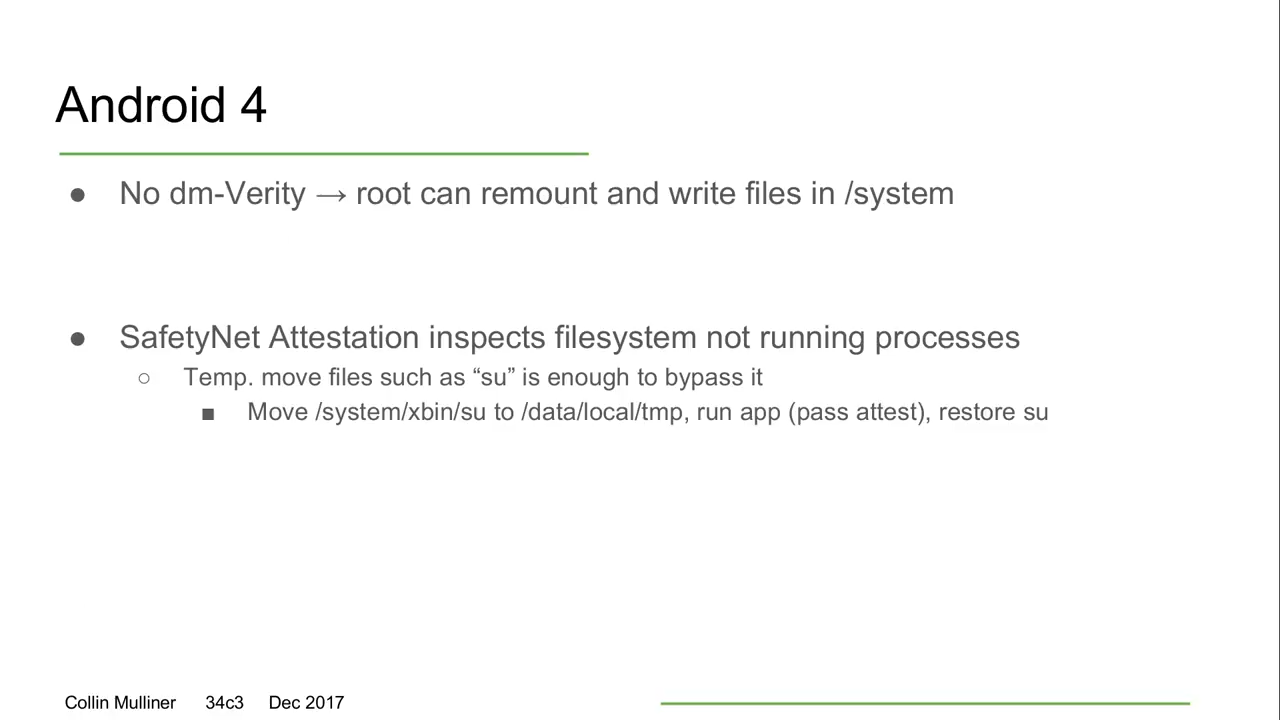 Android 4
● No dm-Verity → root can remount and write files in /system
● SafetyNet Attestation inspects filesystem not running processes
○ Temp. move files such as “su” is enough to bypass it
■ Move /system/xbin/su to /data/local/tmp, run app (pass attest), restore su
Collin Mulliner 34c3 Dec 2017